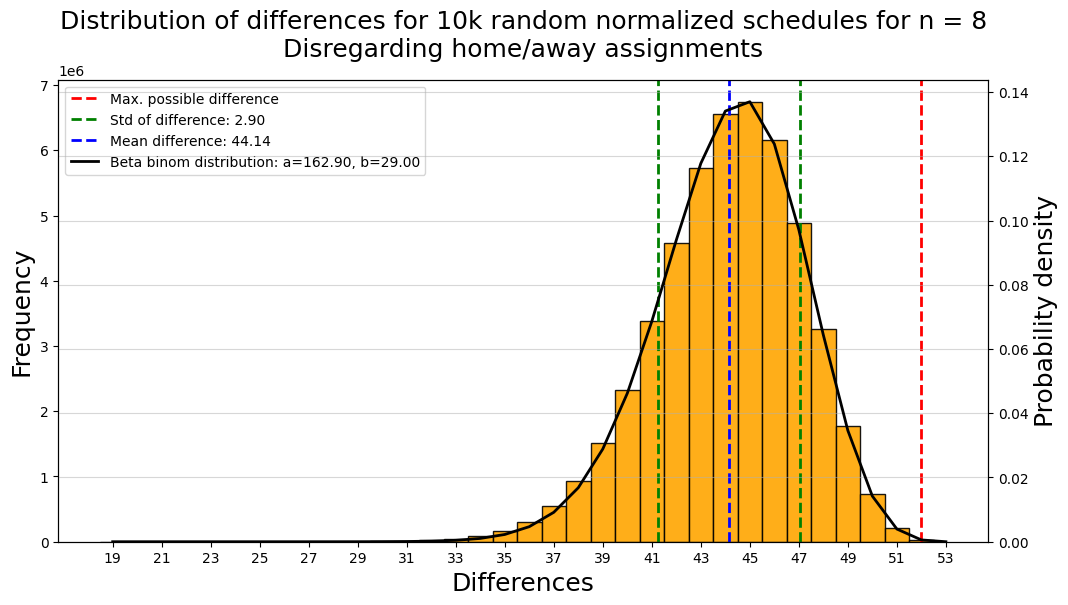 Distribution of differences for 10k random normalized schedules for n = 8
Disregarding home/away assignments
1e6
Max. possible difference
Std of difference: 2.90
Mean difference: 44.14
Beta binom distribution: a=162.90, b=29.00
Frequency
7
6
5
4
3
2
1
0
0.14
0.12
0.10
0.08
0.06
0.04
0.02
0.00
Probability density
19 21 23 25 27 29 31 33 35 37 39 41 43 45 47 49 51 53
Differences